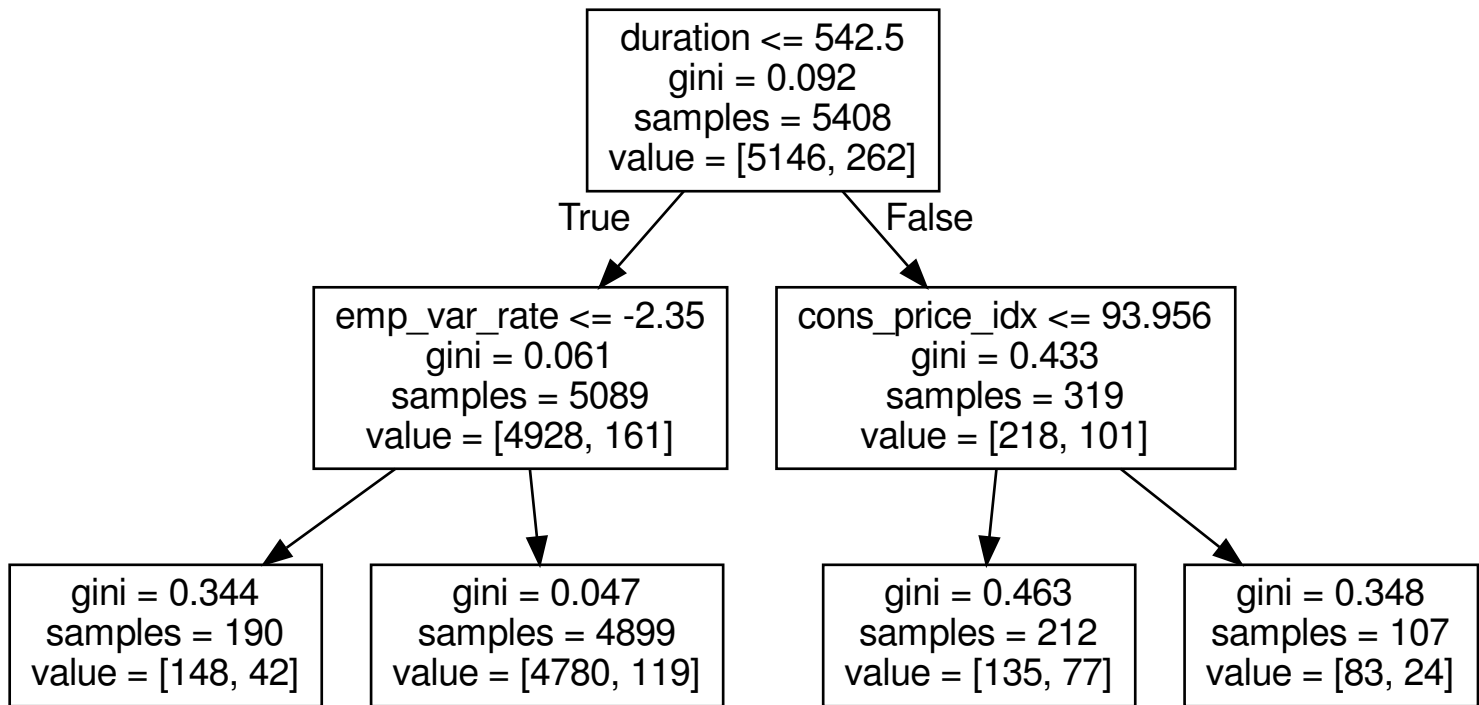 duration <= 542.5
gini = 0.092
samples = 5408
value = [5146, 262]
True
False
emp_var_rate <= -2.35
gini = 0.061
samples = 5089
value = [4928, 161]
cons_price_idx <= 93.956
gini = 0.433
samples = 319
value = [218, 101]
gini = 0.344
samples = 190
value = [148, 42]
gini = 0.047
samples = 4899
value = [4780, 119]
gini = 0.463
samples = 212
value = [135, 77]
gini = 0.348
samples = 107
value = [83, 24]